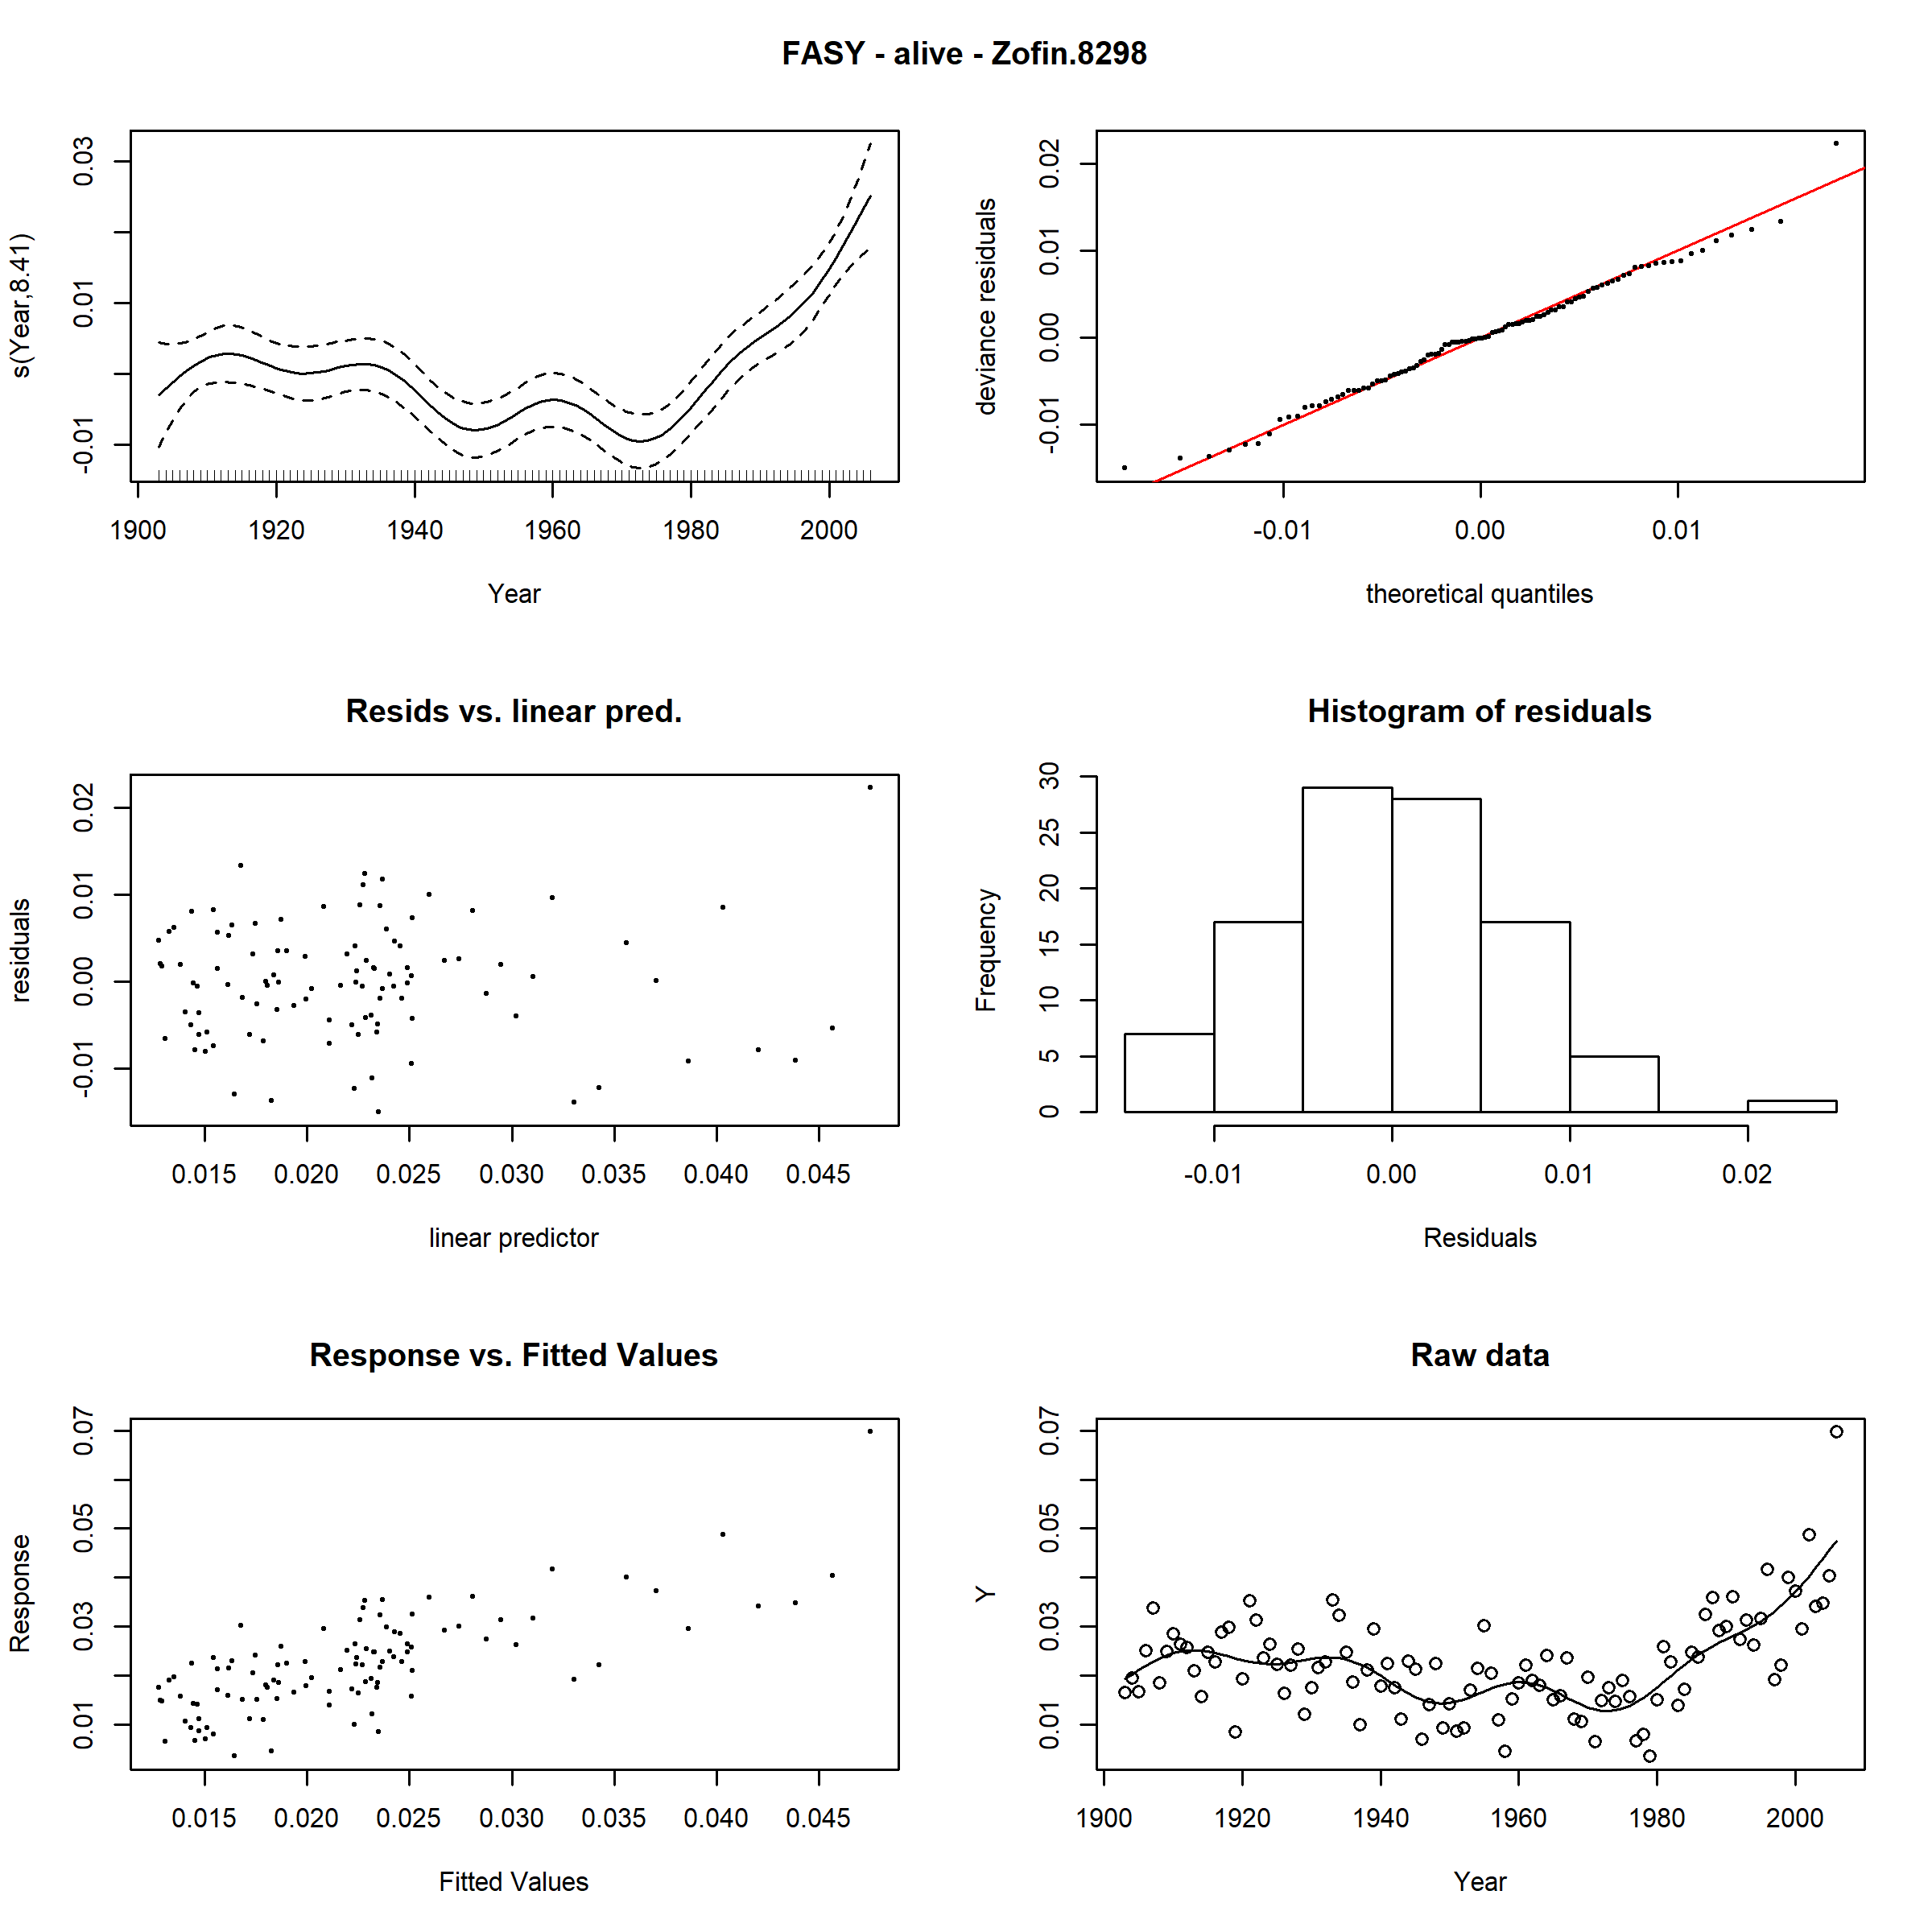 FASY - alive - Zofin.8298
s(Year,8.41)
0.03
0.01
-0.01
1900 1920 1940 1960 1980 2000
Year
deviance residuals
0.02
0.01
0.00
-0.01
-0.01 0.00 0.01
theoretical quantiles
Resids vs. linear pred.
residuals
0.02
0.01
0.00
-0.01
0.015 0.020 0.025 0.030 0.035 0.040 0.045
linear predictor
Histogram of residuals
Frequency
30
25
20
15
10
5
0
-0.01 0.00 0.01 0.02
Residuals
Response vs. Fitted Values
Response
0.07
0.05
0.03
0.01
0.015 0.020 0.025 0.030 0.035 0.040 0.045
Fitted Values
Raw data
Y
0.07
0.05
0.03
0.01
1900 1920 1940 1960 1980 2000
Year